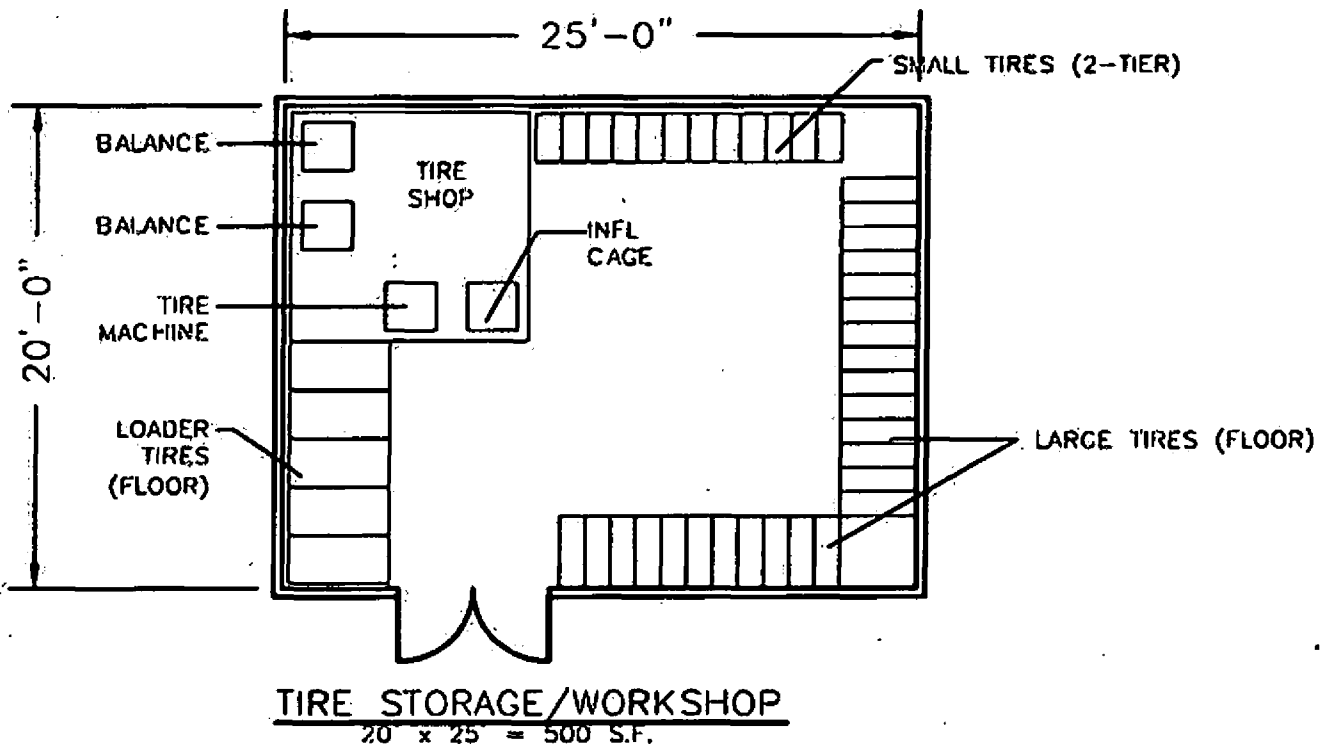 25'-0"
SMALL TIRES (2-TIER)
BALANCE
TIRE
SHOP
BALANCE
INFL
CAGE
20'-0"
TIRE
MACHINE
LOADER
TIRES
(FLOOR)
LARGE TIRES (FLOOR)
TIRE STORAGE/WORKSHOP
20 x 25 = 500 S.F.